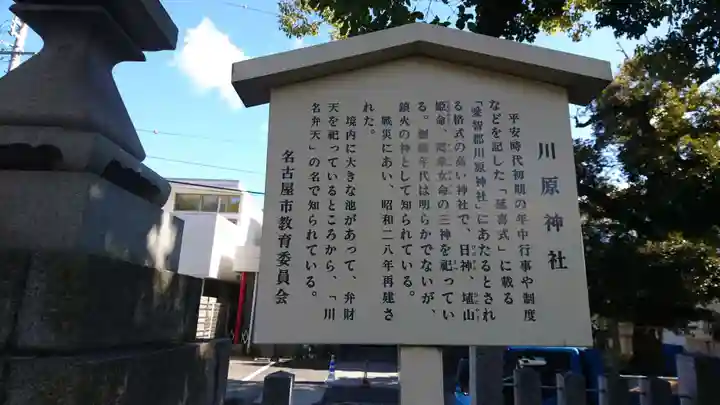 川原神社
平安時代初期の年中行事や制度
などを記した「延喜式」に載る
「愛智郡川原神社」にあたるとされ
る格式の高い神社で、日神、埴山
姫命、罔象女命の三神を祀ってい
る。創建年代は明らかでないが、
鎮火の神として知られている。
戦災にあい、昭和二八年再建さ
れた。
境内に大きな池があって、弁財
天を祀っているところから、「川
名弁天」の名で知られている。
名古屋市教育委員会